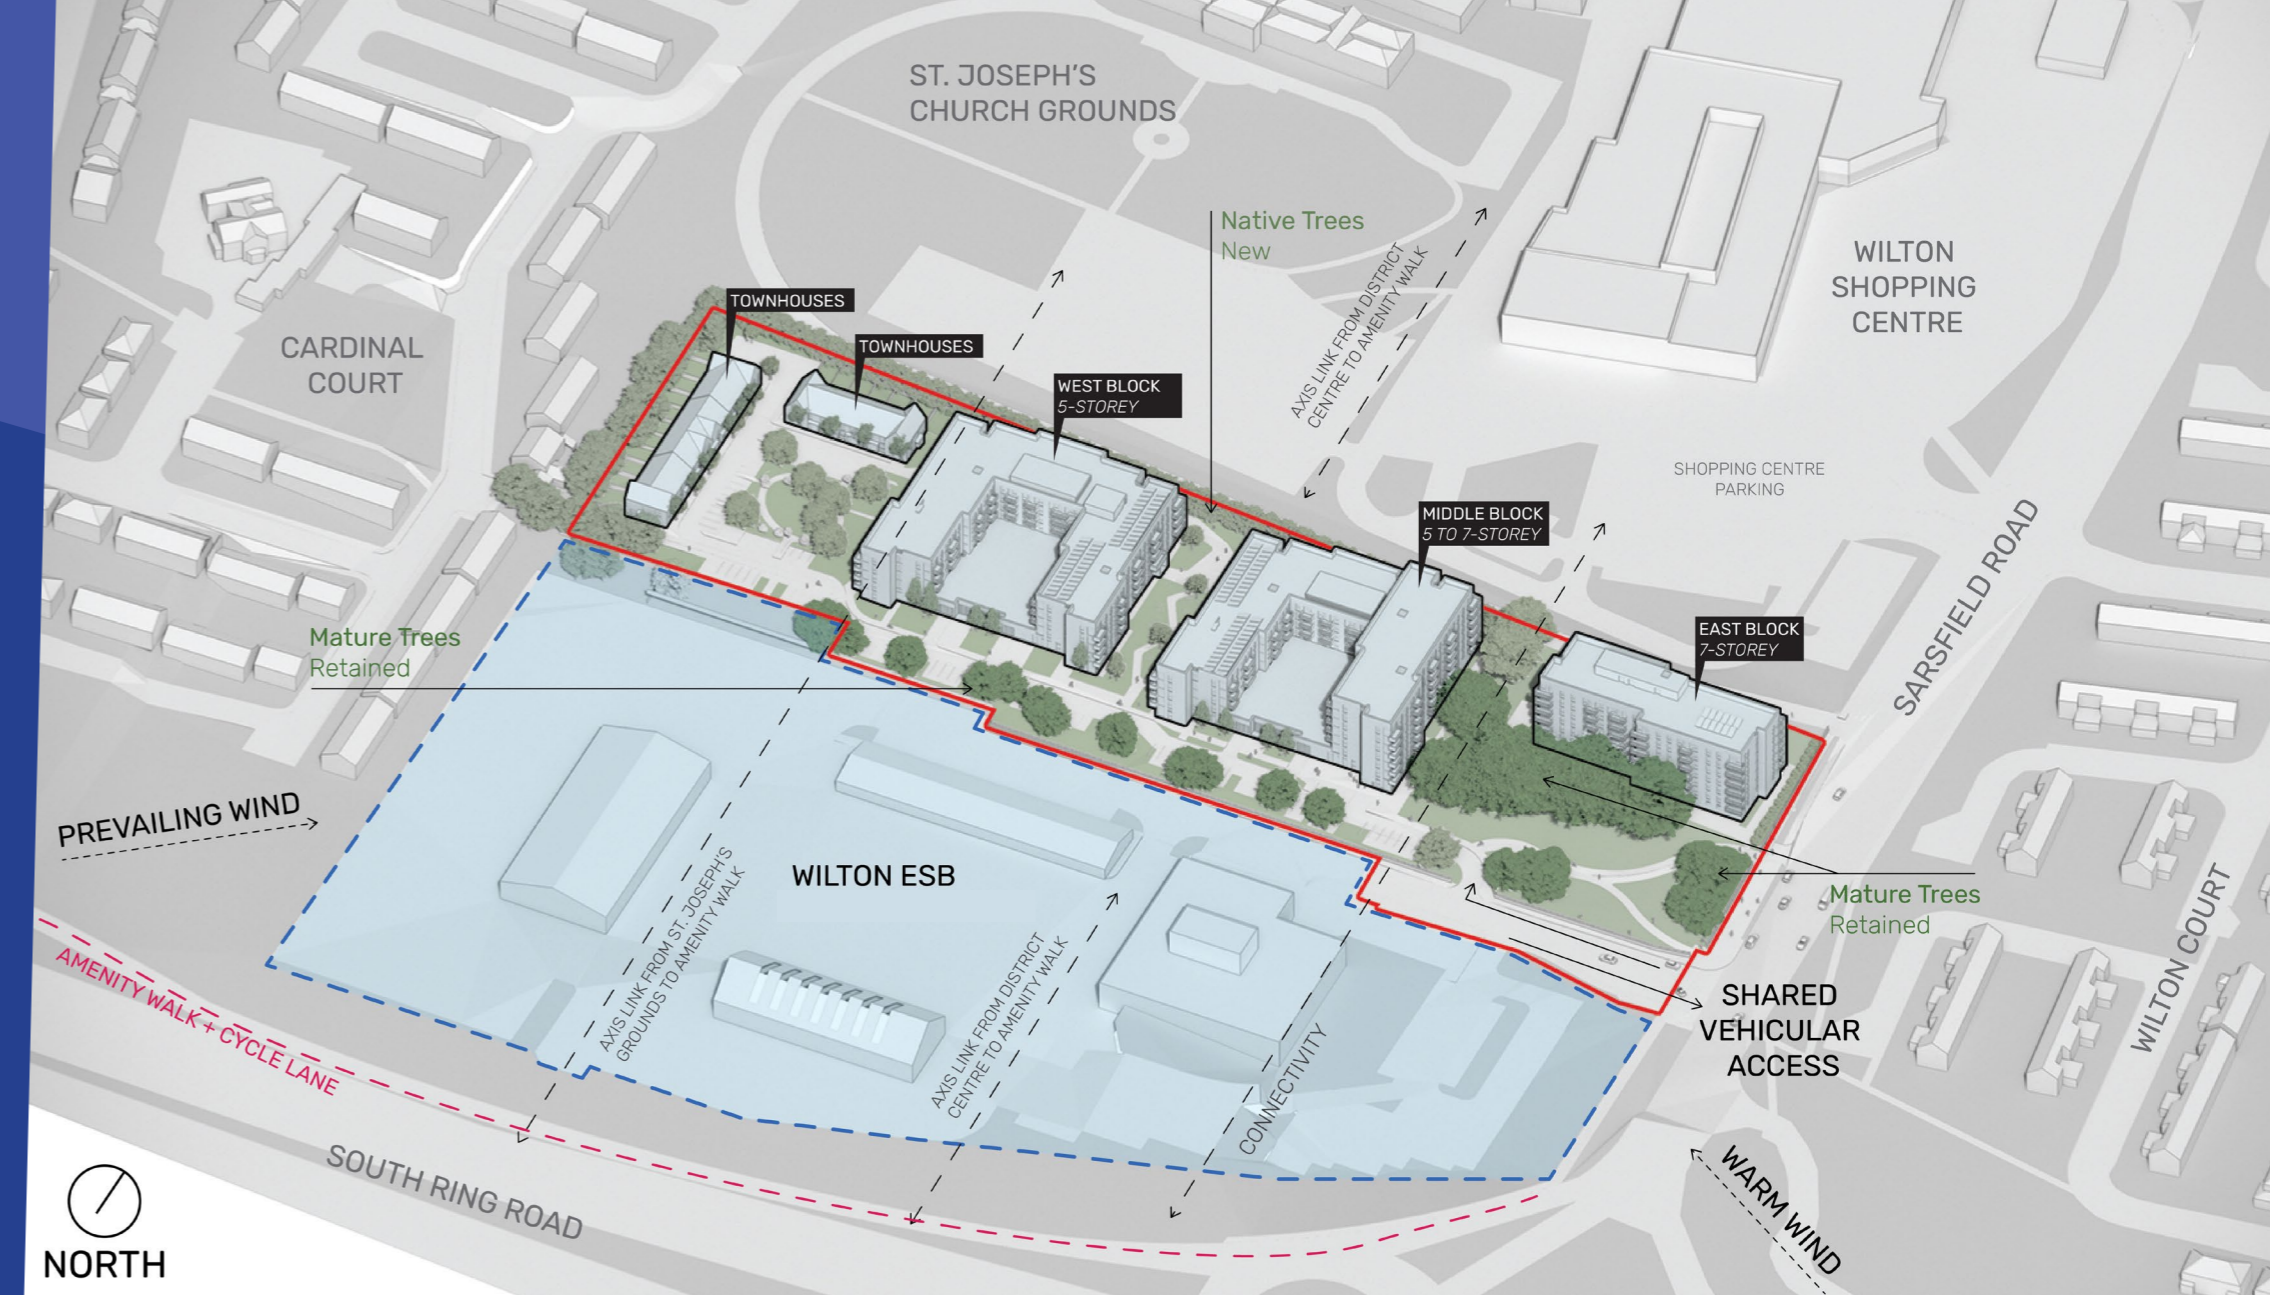 ST. JOSEPH'S
CHURCH GROUNDS
Native Trees
New
AXIS LINK FROM DISTRICT
CENTRE TO AMENITY WALK
WILTON
SHOPPING
CENTRE
TOWNHOUSES
TOWNHOUSES
CARDINAL
COURT
WEST BLOCK
5-STOREY
SHOPPING CENTRE
PARKING
MIDDLE BLOCK
5 TO 7-STOREY
SARSFIELD ROAD
EAST BLOCK
7-STOREY
Mature Trees
Retained
PREVAILING WIND
WILTON ESB
AXIS LINK FROM ST. JOSEPH'S
GROUNDS TO AMENITY WALK
AXIS LINK FROM DISTRICT
CENTRE TO AMENITY WALK
CONNECTIVITY
Mature Trees
Retained
WILTON COURT
SHARED
VEHICULAR
ACCESS
AMENITY WALK + CYCLE LANE
SOUTH RING ROAD
WARM WIND
NORTH